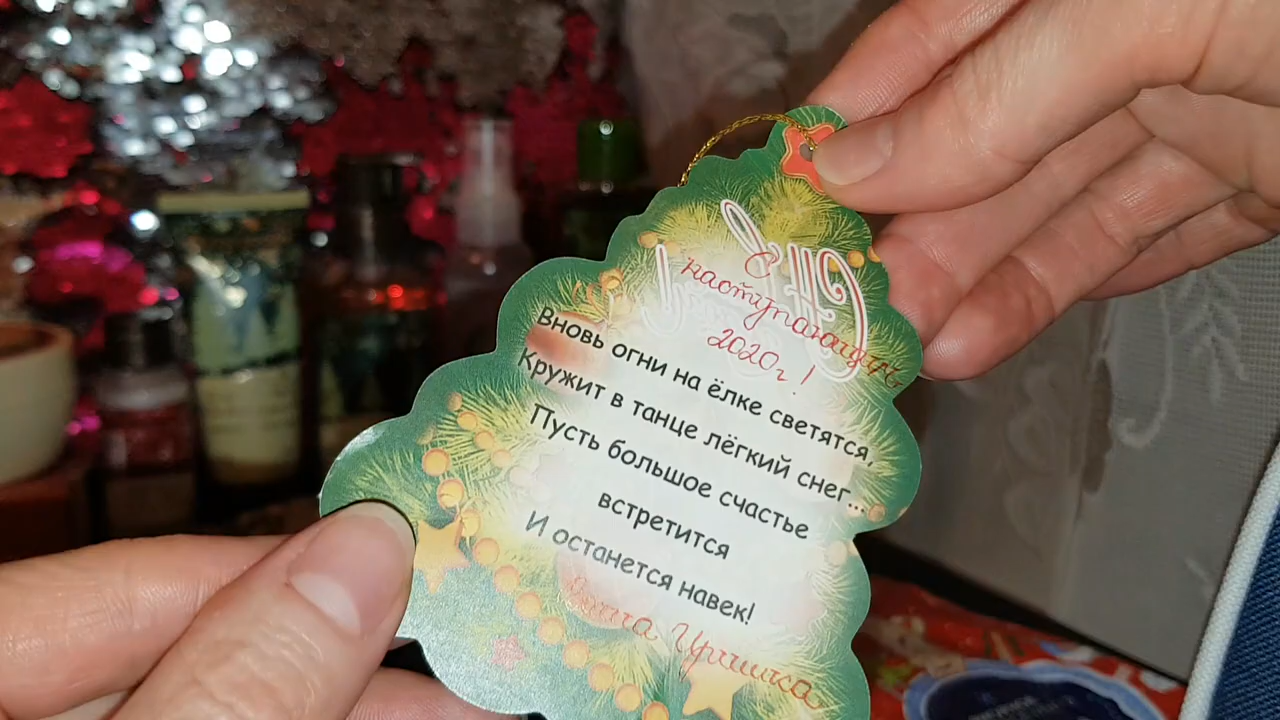 С
наступающим
2020г!
Вновь огни на ёлке светятся,
Кружит в танце лёгкий снег...
Пусть большое счастье
встретится
И останется навек!